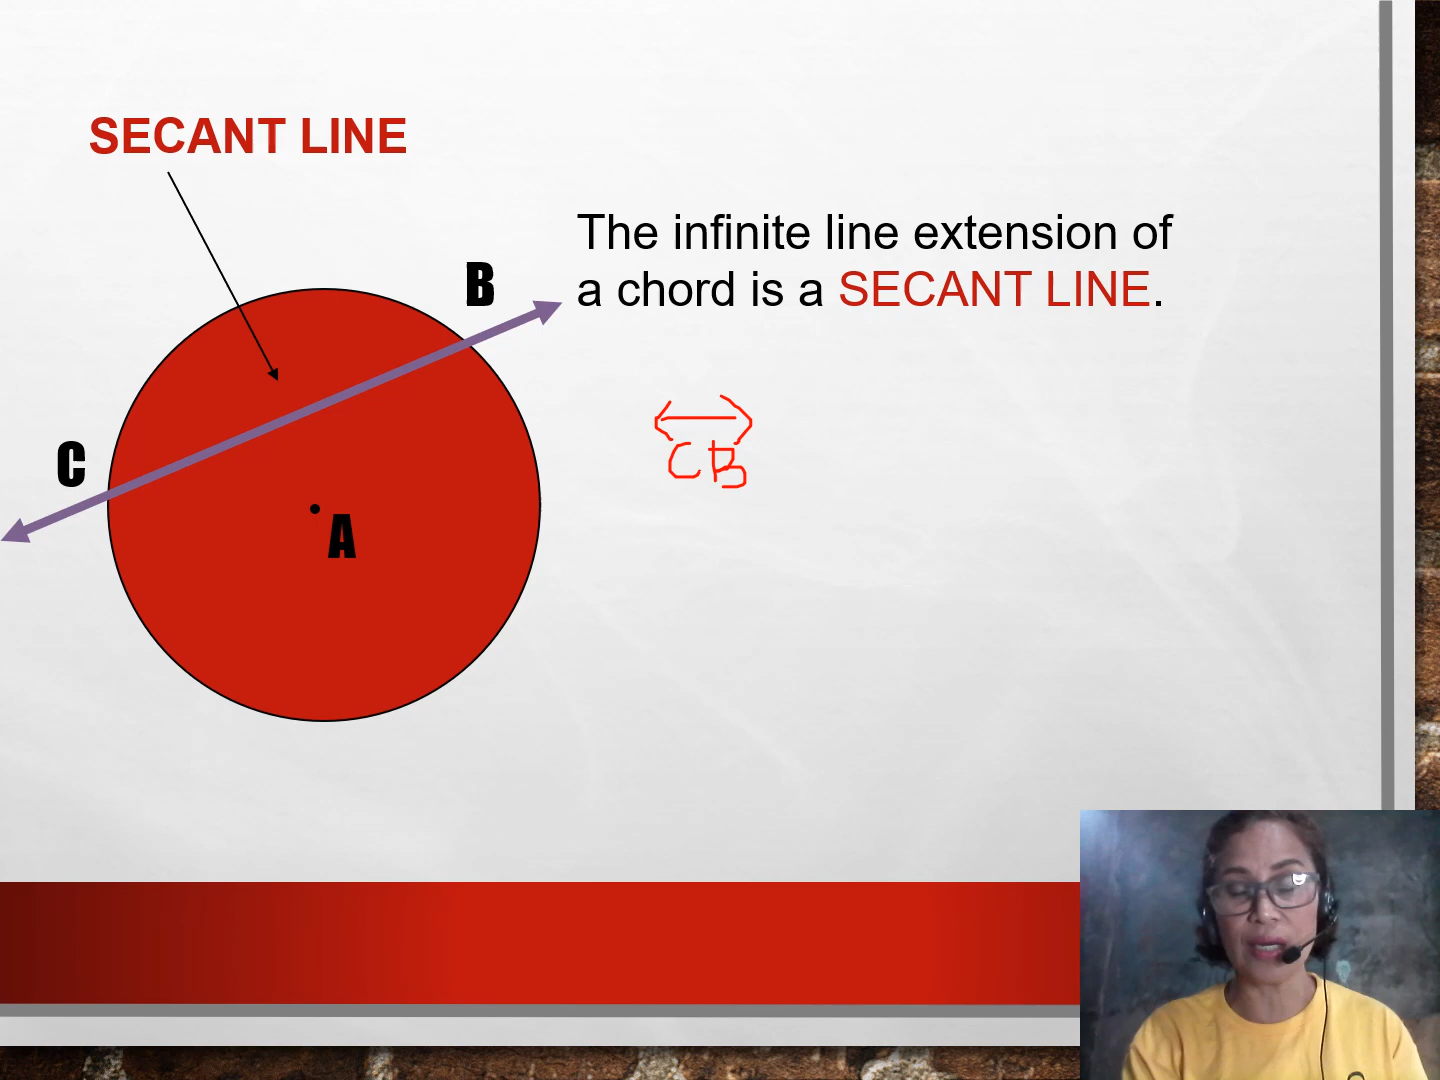 SECANT LINE
The infinite line extension of
a chord is a SECANT LINE.
B
C
A
CB